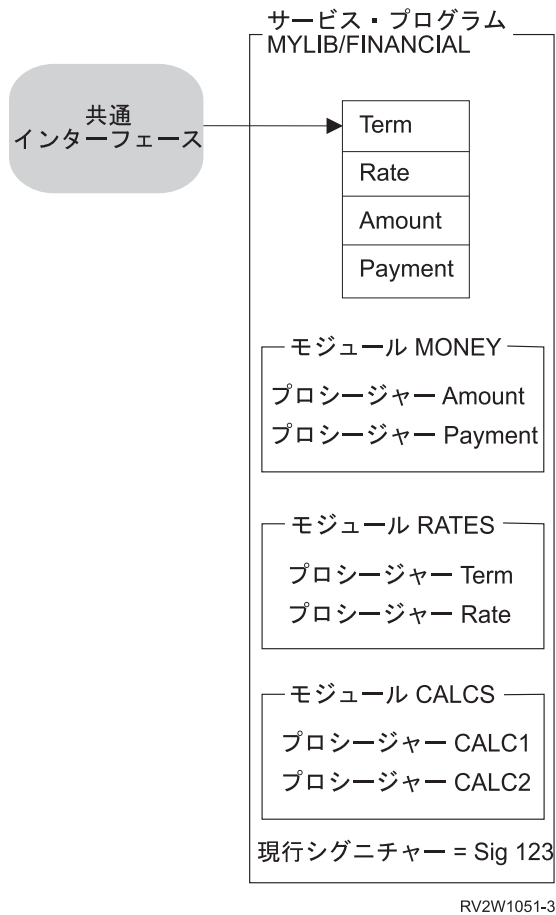 サービス・プログラム
MYLIB/FINANCIAL
共通
インターフェース
Term
Rate
Amount
Payment
モジュール MONEY
プロシージャー Amount
プロシージャー Payment
モジュール RATES
プロシージャー Term
プロシージャー Rate
モジュール CALCS
プロシージャー CALC1
プロシージャー CALC2
現行シグニチャー = Sig 123
RV2W1051-3